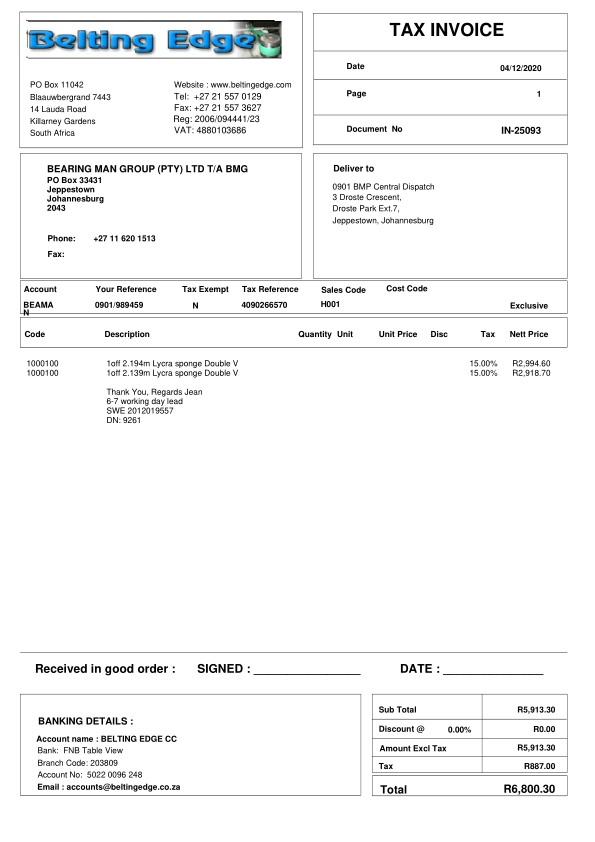 Belting Edge
PO Box 11042
Blaauwbergrand 7443
14 Lauda Road
Killarney Gardens
South Africa
Website : www.beltingedge.com
Tel: +27 21 557 0129
Fax: +27 21 557 3627
Reg: 2006/094441/23
VAT: 4880103686
TAX INVOICE
Date 04/12/2020
Page 1
Document No IN-25093
BEARING MAN GROUP (PTY) LTD T/A BMG
PO Box 33431
Jeppestown
Johannesburg
2043
Phone: +27 11 620 1513
Fax:
Deliver to
0901 BMP Central Dispatch
3 Droste Crescent,
Droste Park Ext.7,
Jeppestown, Johannesburg
Account Your Reference Tax Exempt Tax Reference Sales Code Cost Code
BEAMA 0901/989459 N 4090266570 H001 Exclusive
N
Code Description Quantity Unit Unit Price Disc Tax Nett Price
1000100 1off 2.194m Lycra sponge Double V 15.00% R2,994.60
1000100 1off 2.139m Lycra sponge Double V 15.00% R2,918.70
Thank You, Regards Jean
6-7 working day lead
SWE 2012019557
DN: 9261
Received in good order : SIGNED : ________________ DATE : _______________
BANKING DETAILS :
Account name : BELTING EDGE CC
Bank: FNB Table View
Branch Code: 203809
Account No: 5022 0096 248
Email : accounts@beltingedge.co.za
Sub Total R5,913.30
Discount @ 0.00% R0.00
Amount Excl Tax R5,913.30
Tax R887.00
Total R6,800.30